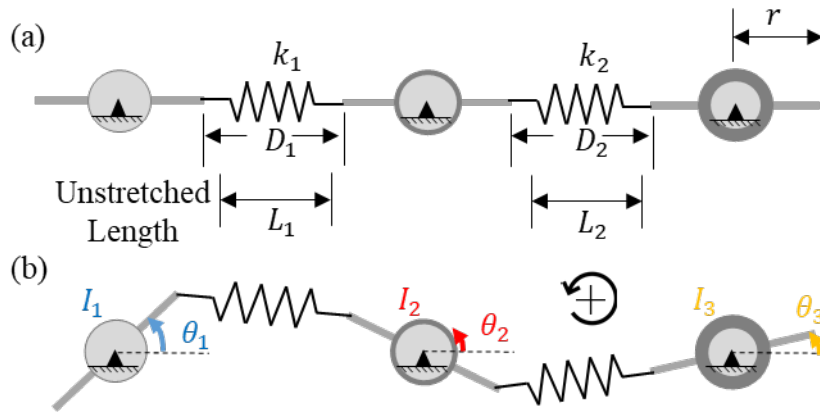 (a)
k₁ k₂ r
D₁ D₂
Unstretched
Length
L₁ L₂
(b)
I₁ θ₁ I₂ θ₂ I₃ θ₃